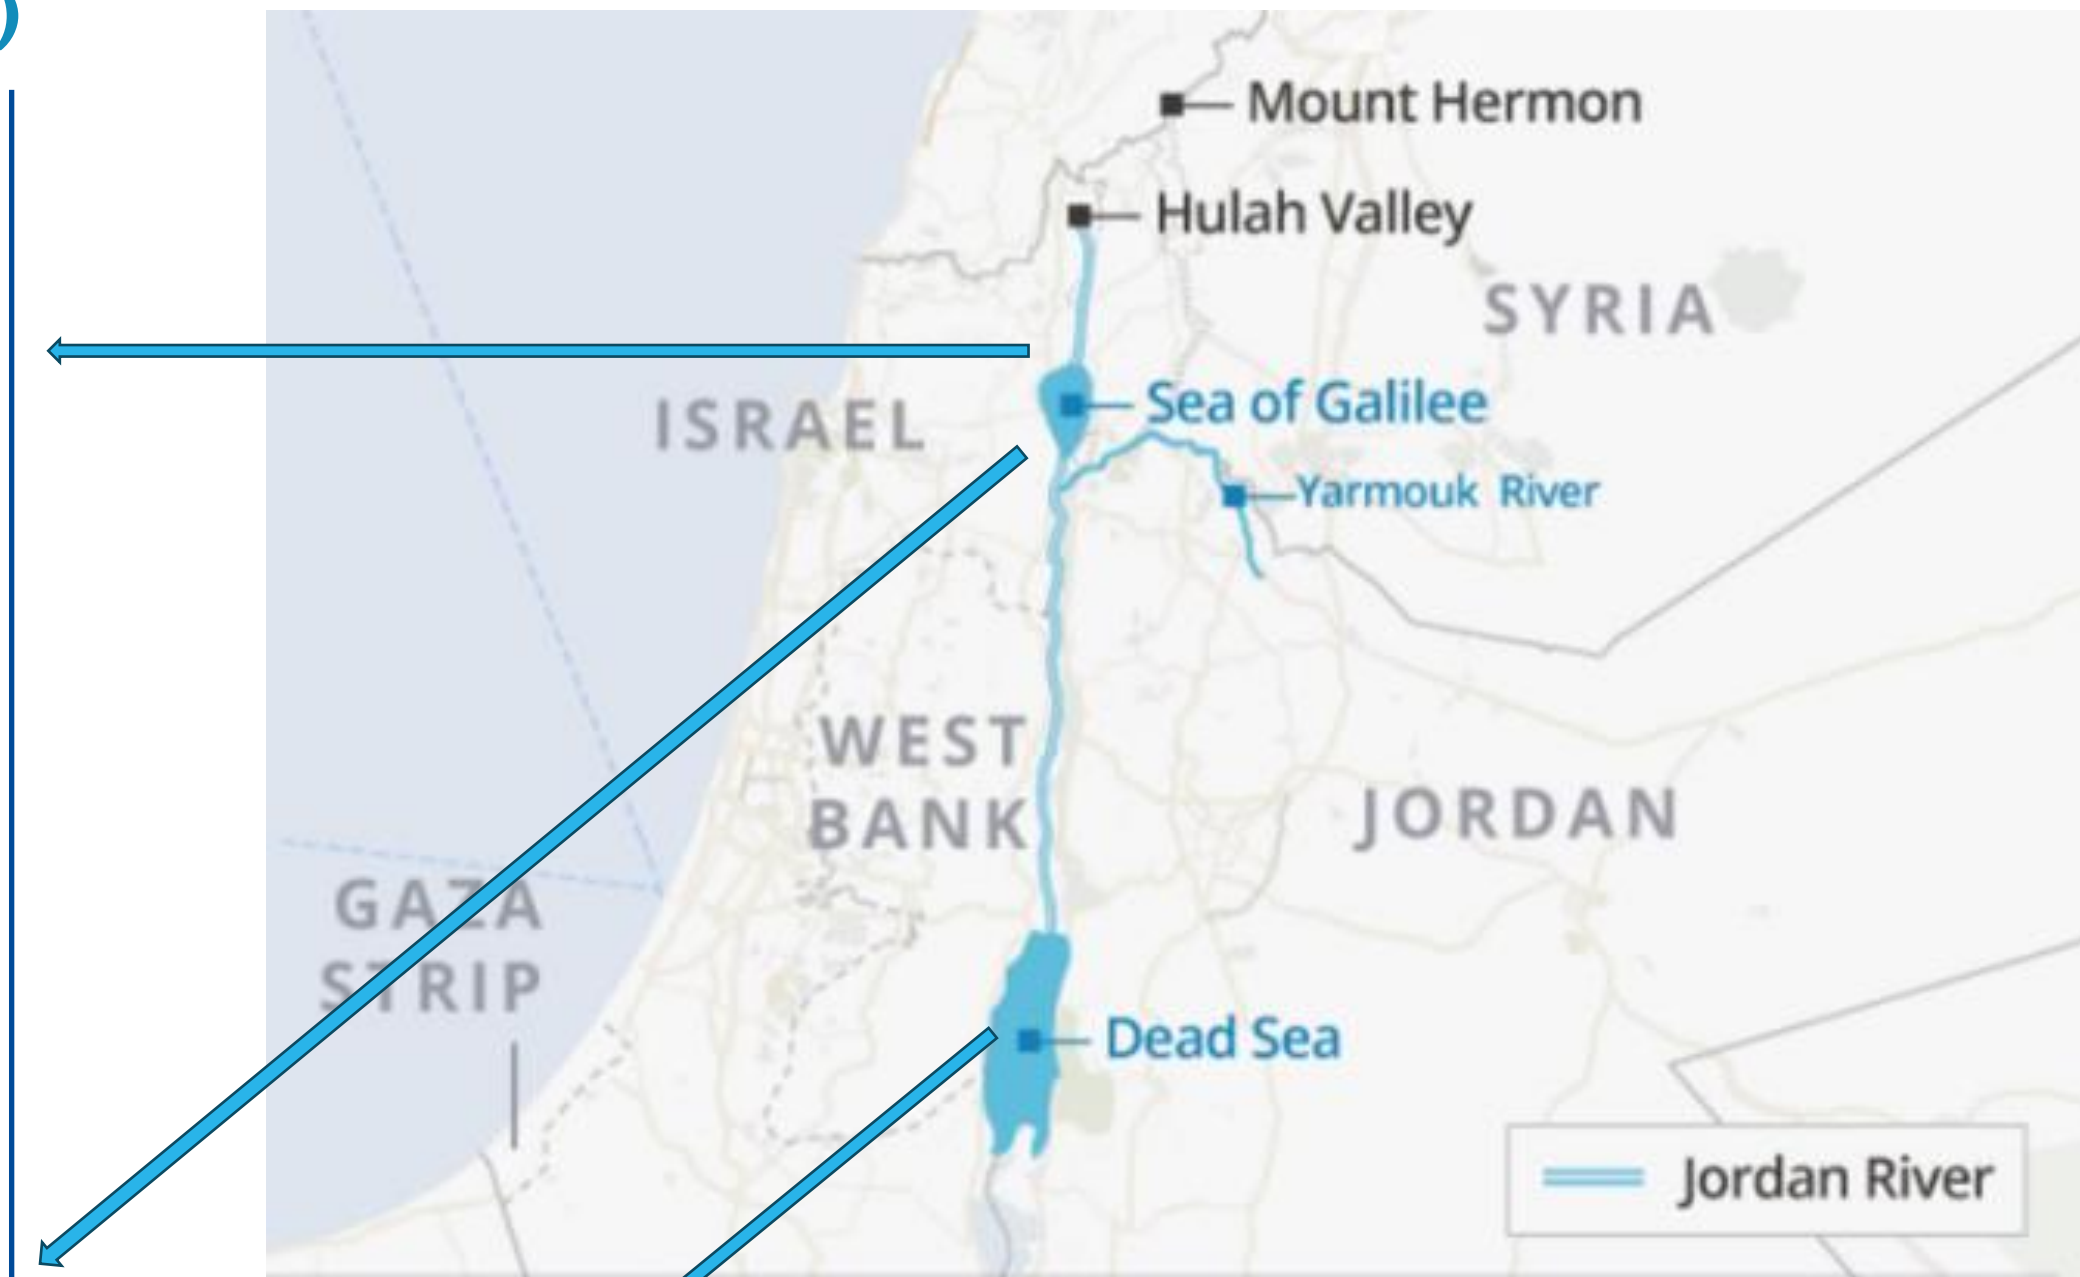 )
Mount Hermon
Hulah Valley
SYRIA
Sea of Galilee
ISRAEL
Yarmouk River
WEST
BANK
JORDAN
GAZA
STRIP
Dead Sea
Jordan River